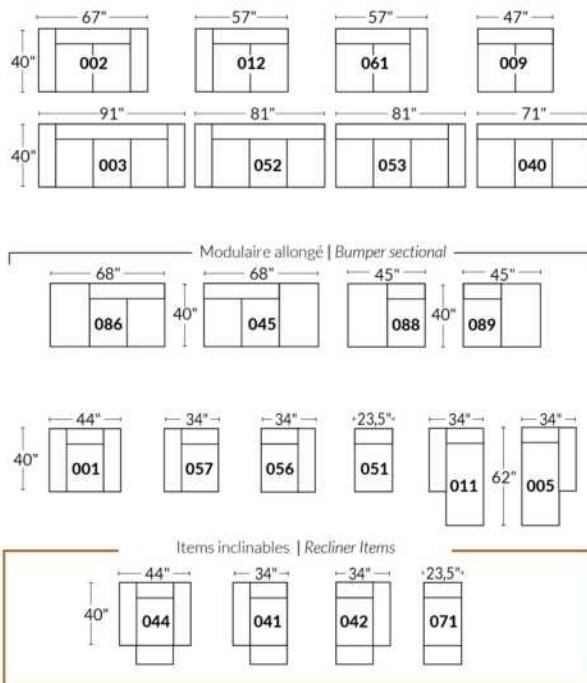 67" 57" 57" 47"
40" 002 012 061 009
91" 81" 81" 71"
40" 003 052 053 040
Modulaire allongé | Bumper sectional
68" 68" 45" 45"
086 40" 045 088 40" 089
44" 34" 34" 23,5" 34" 34"
40" 001 057 056 051 011 62" 005
Items inclinables | Recliner Items
44" 34" 34" 23,5"
40" 044 041 042 071